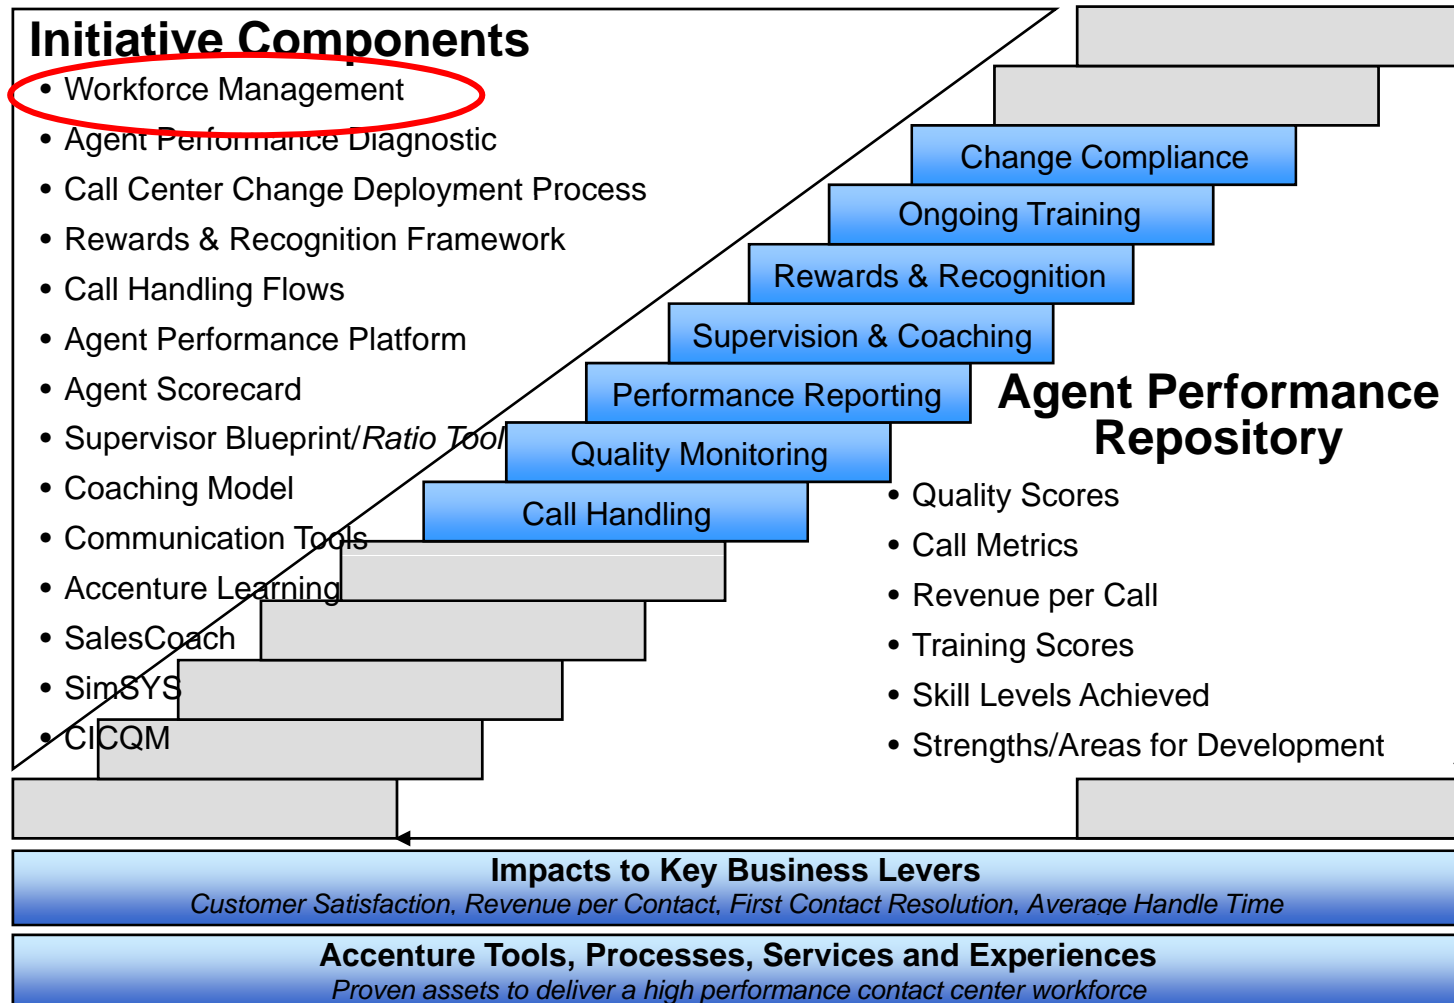 Initiative Components
• Workforce Management
• Agent Performance Diagnostic
• Call Center Change Deployment Process
• Rewards & Recognition Framework
• Call Handling Flows
• Agent Performance Platform
• Agent Scorecard
• Supervisor Blueprint/Ratio Tool
• Coaching Model
• Communication Tools
• Accenture Learning
• SalesCoach
• SimSYS
• CICQM
Change Compliance
Ongoing Training
Rewards & Recognition
Supervision & Coaching
Performance Reporting
Quality Monitoring
Call Handling
Agent Performance
Repository
• Quality Scores
• Call Metrics
• Revenue per Call
• Training Scores
• Skill Levels Achieved
• Strengths/Areas for Development
Impacts to Key Business Levers
Customer Satisfaction, Revenue per Contact, First Contact Resolution, Average Handle Time
Accenture Tools, Processes, Services and Experiences
Proven assets to deliver a high performance contact center workforce